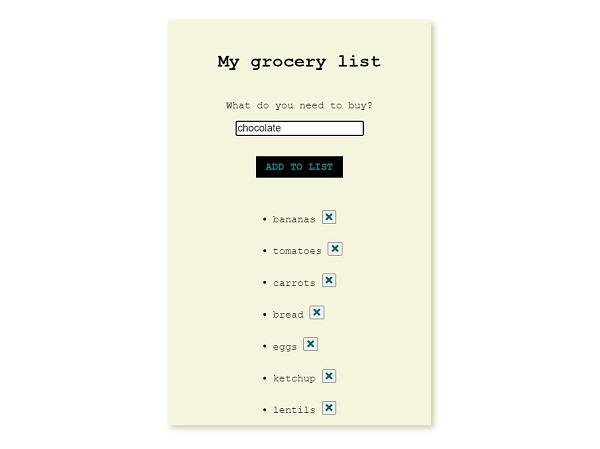 My grocery list
What do you need to buy?
chocolate
ADD TO LIST
• bananas
• tomatoes
• carrots
• bread
• eggs
• ketchup
• lentils